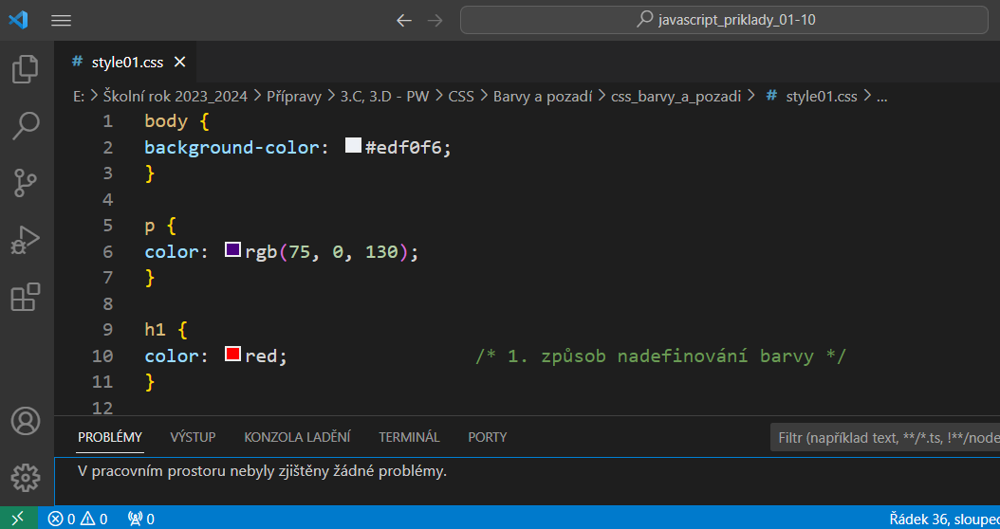 javascript_priklady_01-10
# style01.css ×
E: > Školní rok 2023_2024 > Přípravy > 3.C, 3.D - PW > CSS > Barvy a pozadí > css_barvy_a_pozadi > # style01.css > ...
1 body {
2 background-color: #edf0f6;
3 }
4
5 p {
6 color: rgb(75, 0, 130);
7 }
8
9 h1 {
10 color: red; /* 1. způsob nadefinování barvy */
11 }
12
PROBLÉMY VÝSTUP KONZOLA LADĚNÍ TERMINÁL PORTY Filtr (například text, **/*.ts, !**/node
V pracovním prostoru nebyly zjištěny žádné problémy.
0 0 0 Řádek 36, sloupec